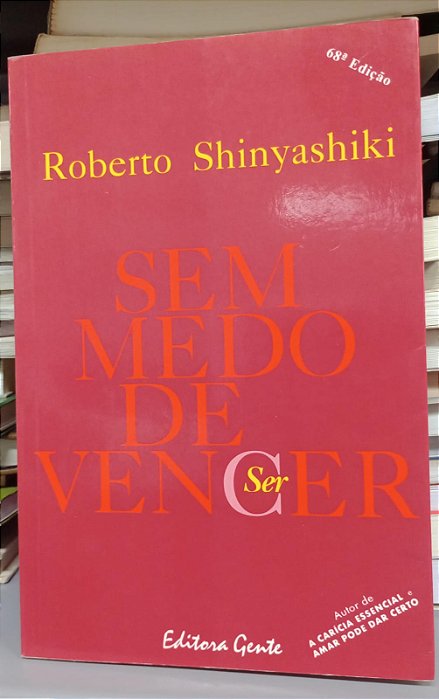 68ª Edição
Roberto Shinyashiki
SEM
MEDO
DE
VENCER
Ser
Autor de
A CARÍCIA ESSENCIAL e
AMAR PODE DAR CERTO
Editora Gente